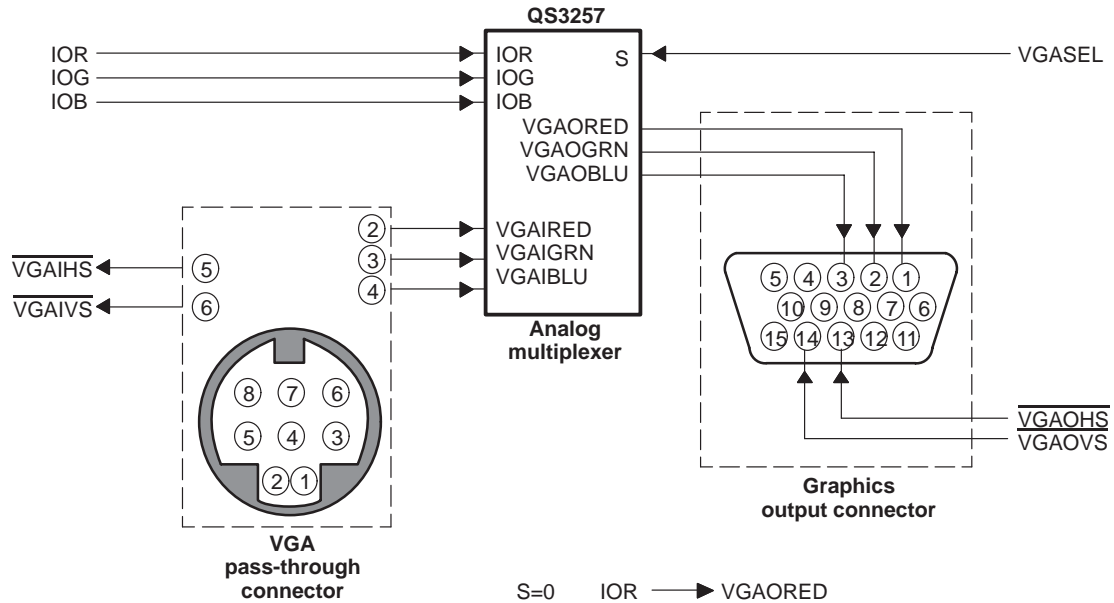 QS3257
IOR
IOG
IOB
IOR
IOG
IOB
S
VGASEL
VGAORED
VGAOGRN
VGAOBLU
VGAIRED
VGAIGRN
VGAIBLU
2
3
4
VGAIHS
VGAIVS
5
6
Analog
multiplexer
5 4 3 2 1
10 9 8 7 6
15 14 13 12 11
8 7 6
5 4 3
2 1
VGAOHS
VGAOVS
Graphics
output connector
VGA
pass-through
connector
S=0 IOR VGAORED